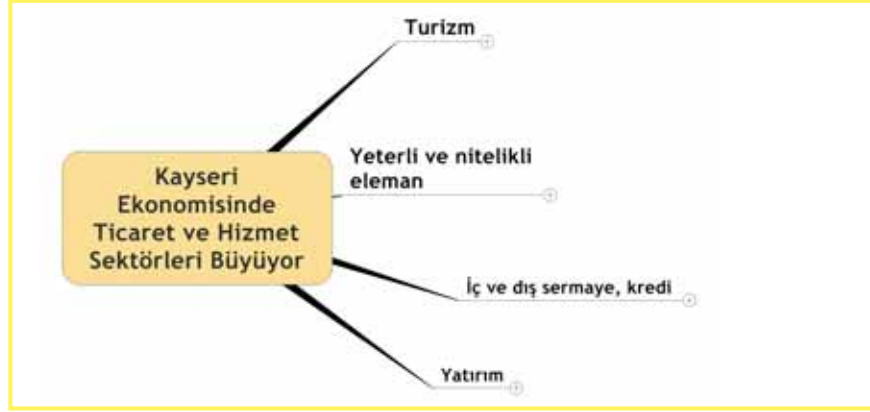 Turizm
Yeterli ve nitelikli
eleman
Kayseri
Ekonomisinde
Ticaret ve Hizmet
Sektörleri Büyüyor
İç ve dış sermaye, kredi
Yatırım